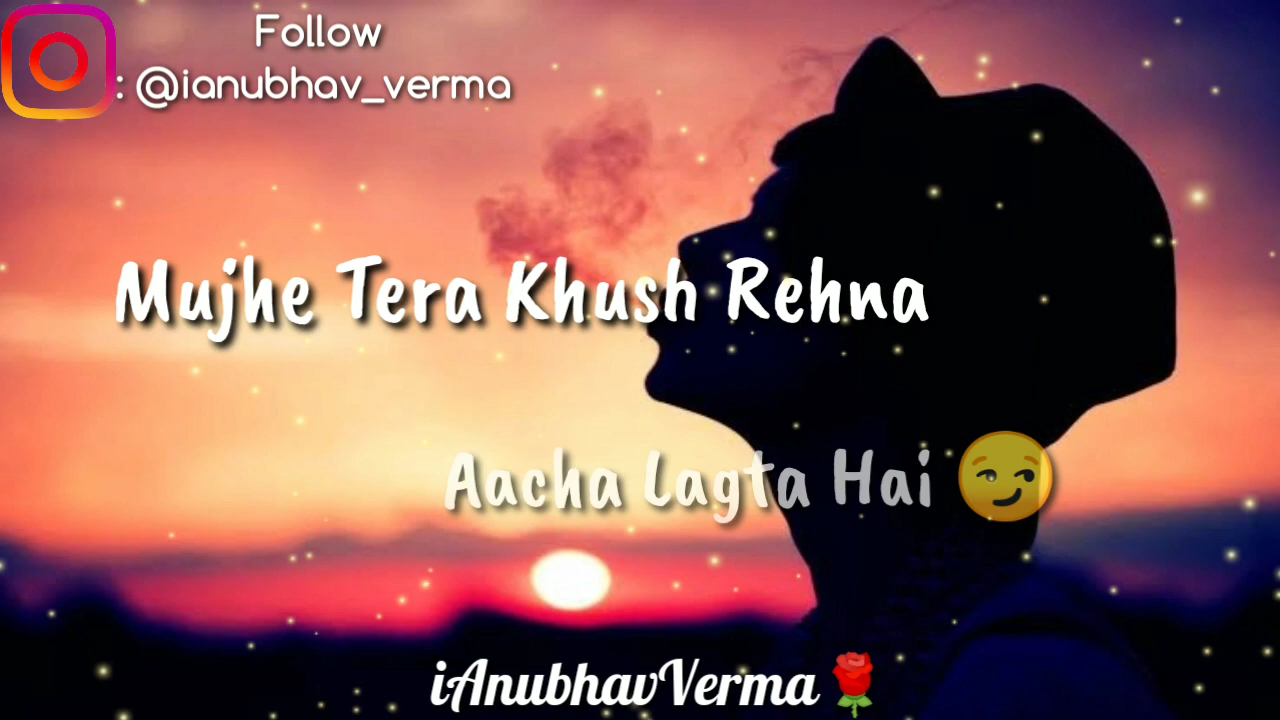 Follow
: @ianubhav_verma
Mujhe Tera Khush Rehna
Aacha Lagta Hai 😏
iAnubhavVerma🌹